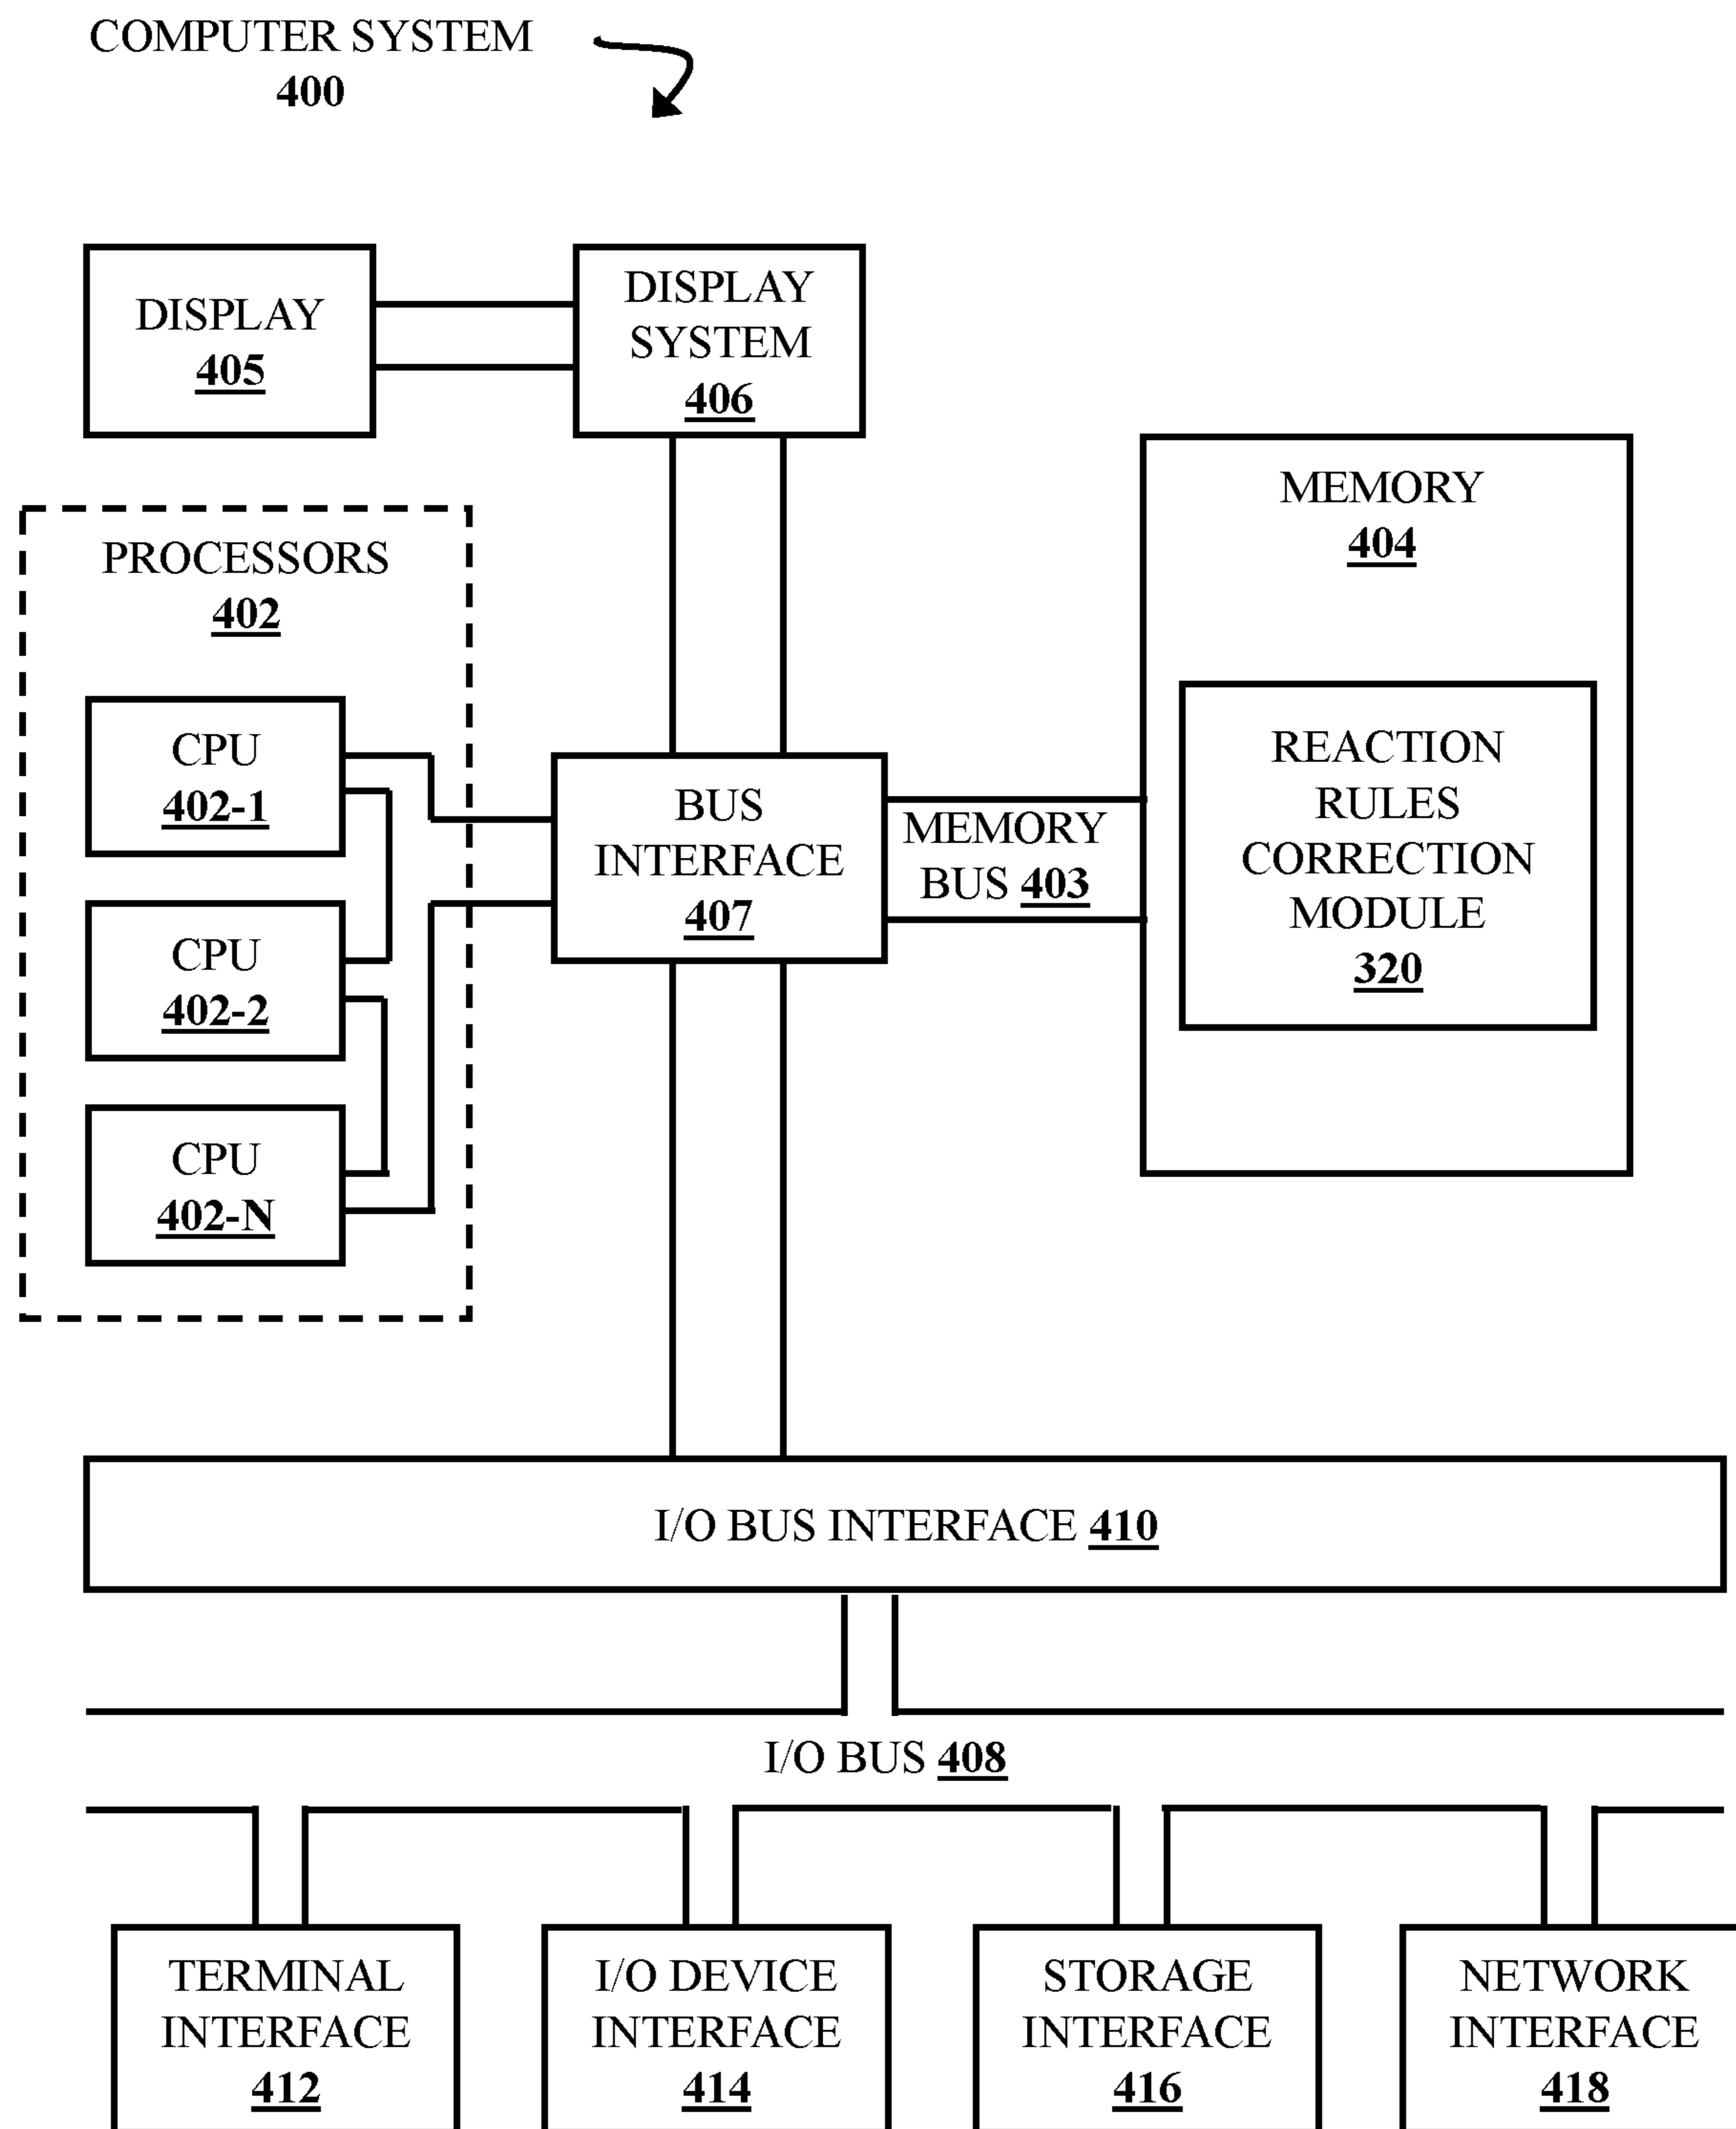 COMPUTER SYSTEM
400
DISPLAY
405
DISPLAY
SYSTEM
406
MEMORY
404
PROCESSORS
402
CPU
402-1
CPU
402-2
CPU
402-N
BUS
INTERFACE
407
MEMORY
BUS 403
REACTION
RULES
CORRECTION
MODULE
320
I/O BUS INTERFACE 410
I/O BUS 408
TERMINAL
INTERFACE
412
I/O DEVICE
INTERFACE
414
STORAGE
INTERFACE
416
NETWORK
INTERFACE
418